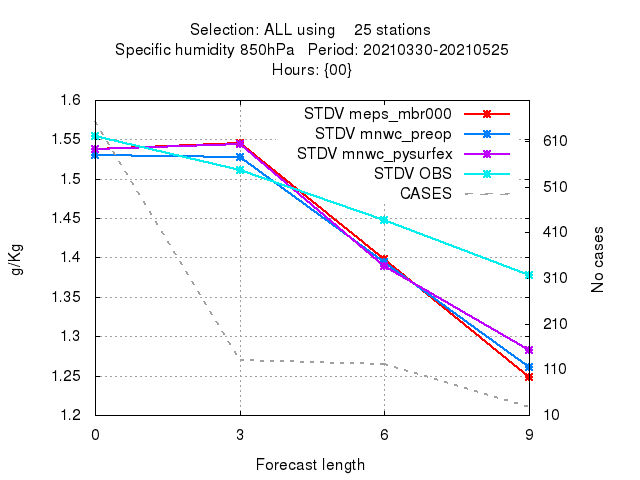 Selection: ALL using    25 stations
Specific humidity 850hPa   Period: 20210330-20210525
Hours: {00}
STDV meps_mbr000
STDV mnwc_preop
STDV mnwc_pysurfex
STDV OBS
CASES
1.6
1.55
1.5
1.45
1.4
1.35
1.3
1.25
1.2
g/Kg
610
510
410
310
210
110
10
No cases
0 3 6 9
Forecast length